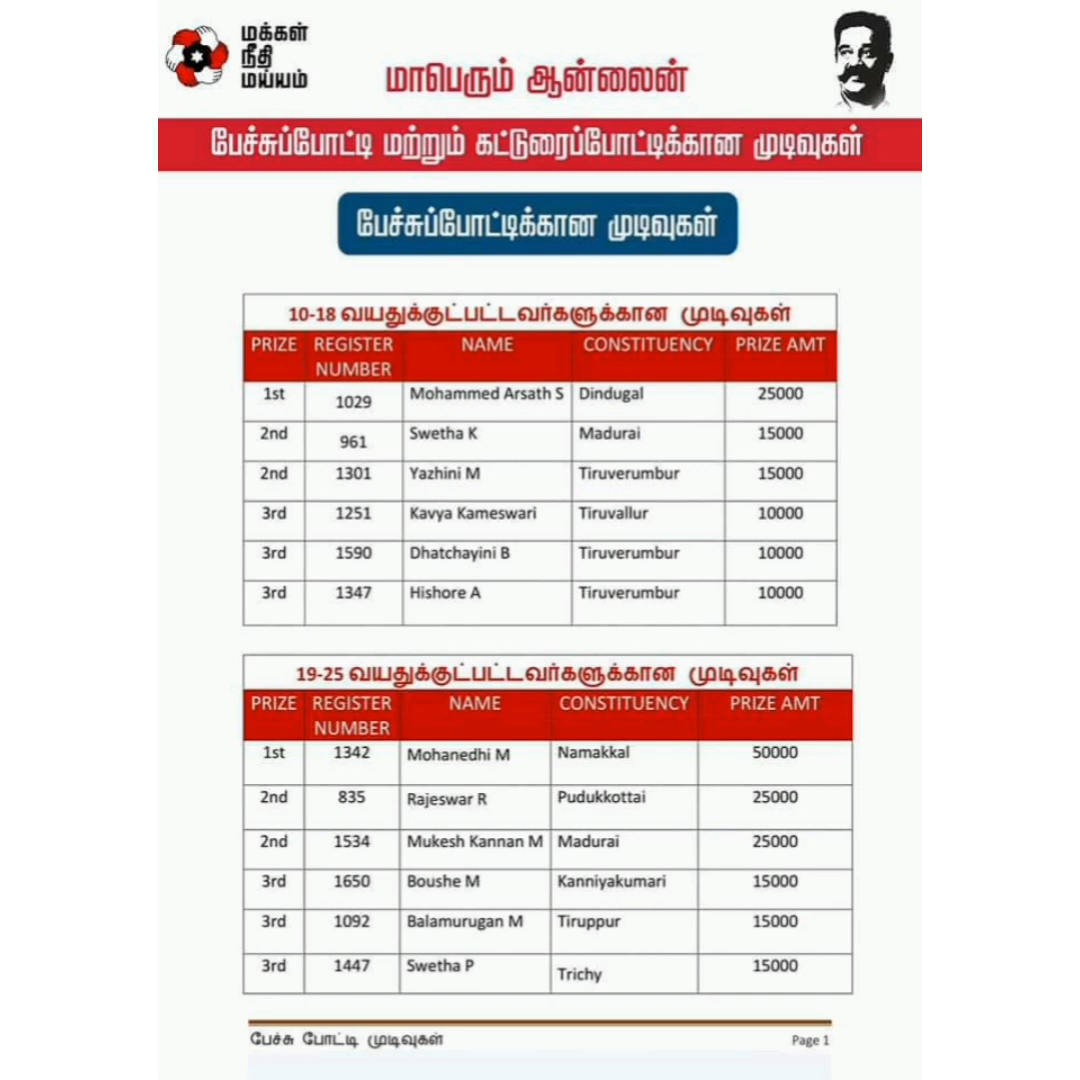 மக்கள்
நீதி
மய்யம்
மாபெரும் ஆன்லைன்
பேச்சுப்போட்டி மற்றும் கட்டுரைப்போட்டிக்கான முடிவுகள்
பேச்சுப்போட்டிக்கான முடிவுகள்
10-18 வயதுக்குட்பட்டவர்களுக்கான முடிவுகள்
PRIZE REGISTER NUMBER NAME CONSTITUENCY PRIZE AMT
1st 1029 Mohammed Arsath S Dindugal 25000
2nd 961 Swetha K Madurai 15000
2nd 1301 Yazhini M Tiruverumbur 15000
3rd 1251 Kavya Kameswari Tiruvallur 10000
3rd 1590 Dhatchayini B Tiruverumbur 10000
3rd 1347 Hishore A Tiruverumbur 10000
19-25 வயதுக்குட்பட்டவர்களுக்கான முடிவுகள்
PRIZE REGISTER NUMBER NAME CONSTITUENCY PRIZE AMT
1st 1342 Mohanedhi M Namakkal 50000
2nd 835 Rajeswar R Pudukkottai 25000
2nd 1534 Mukesh Kannan M Madurai 25000
3rd 1650 Boushe M Kanniyakumari 15000
3rd 1092 Balamurugan M Tiruppur 15000
3rd 1447 Swetha P Trichy 15000
பேச்சு போட்டி முடிவுகள் Page 1